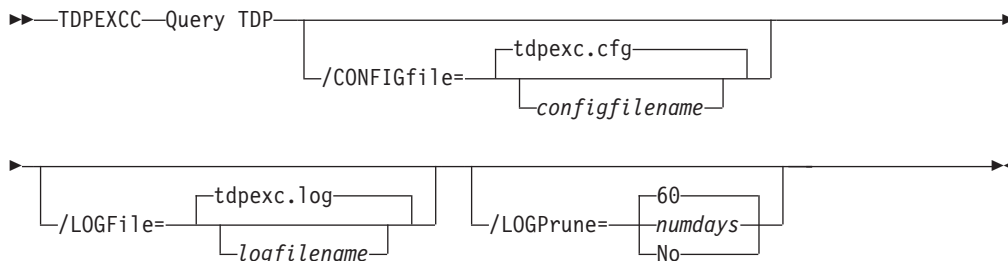 TDPEXCC Query TDP
tdpexc.cfg
/CONFIGfile=
configfilename
tdpexc.log
/LOGFile=
logfilename
60
/LOGPrune=
numdays
No